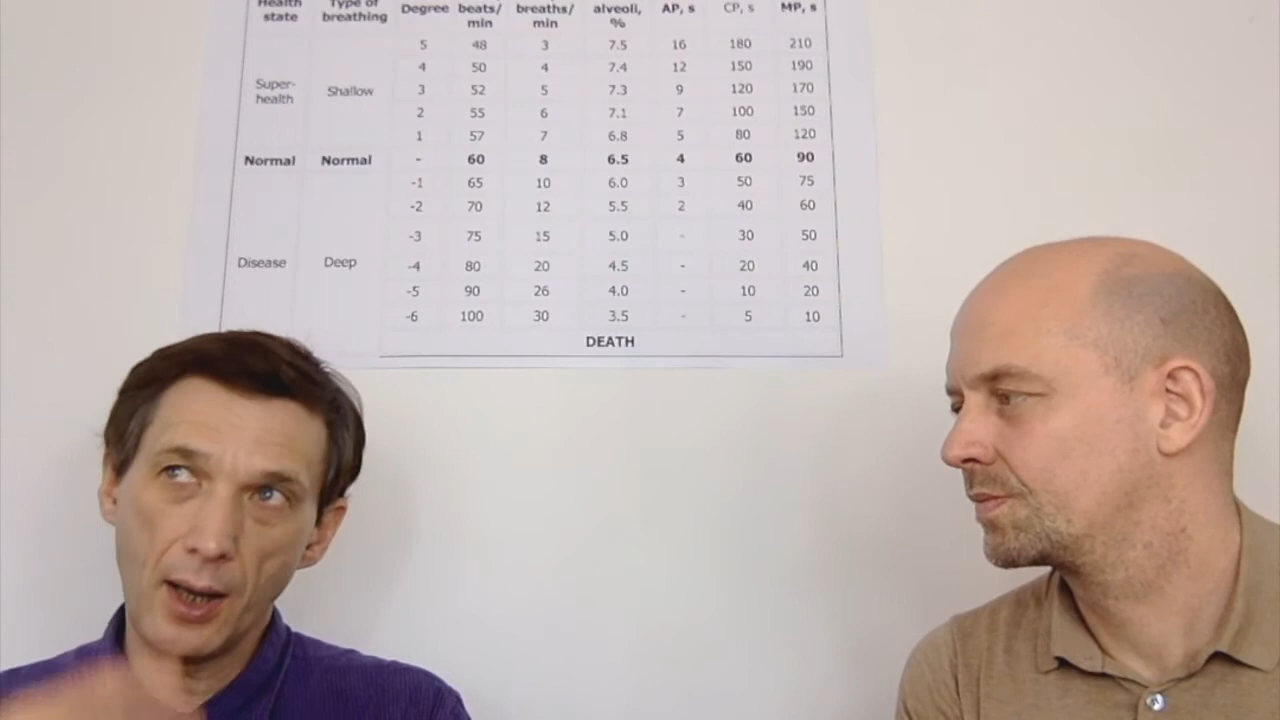 Health Type of Degree beats/ breaths/ alveoli, AP, s CP, s MP, s
state breathing min min %
5 48 3 7.5 16 180 210
4 50 4 7.4 12 150 190
Super- Shallow 3 52 5 7.3 9 120 170
health
2 55 6 7.1 7 100 150
1 57 7 6.8 5 80 120
Normal Normal - 60 8 6.5 4 60 90
-1 65 10 6.0 3 50 75
-2 70 12 5.5 2 40 60
-3 75 15 5.0 - 30 50
Disease Deep -4 80 20 4.5 - 20 40
-5 90 26 4.0 - 10 20
-6 100 30 3.5 - 5 10
DEATH